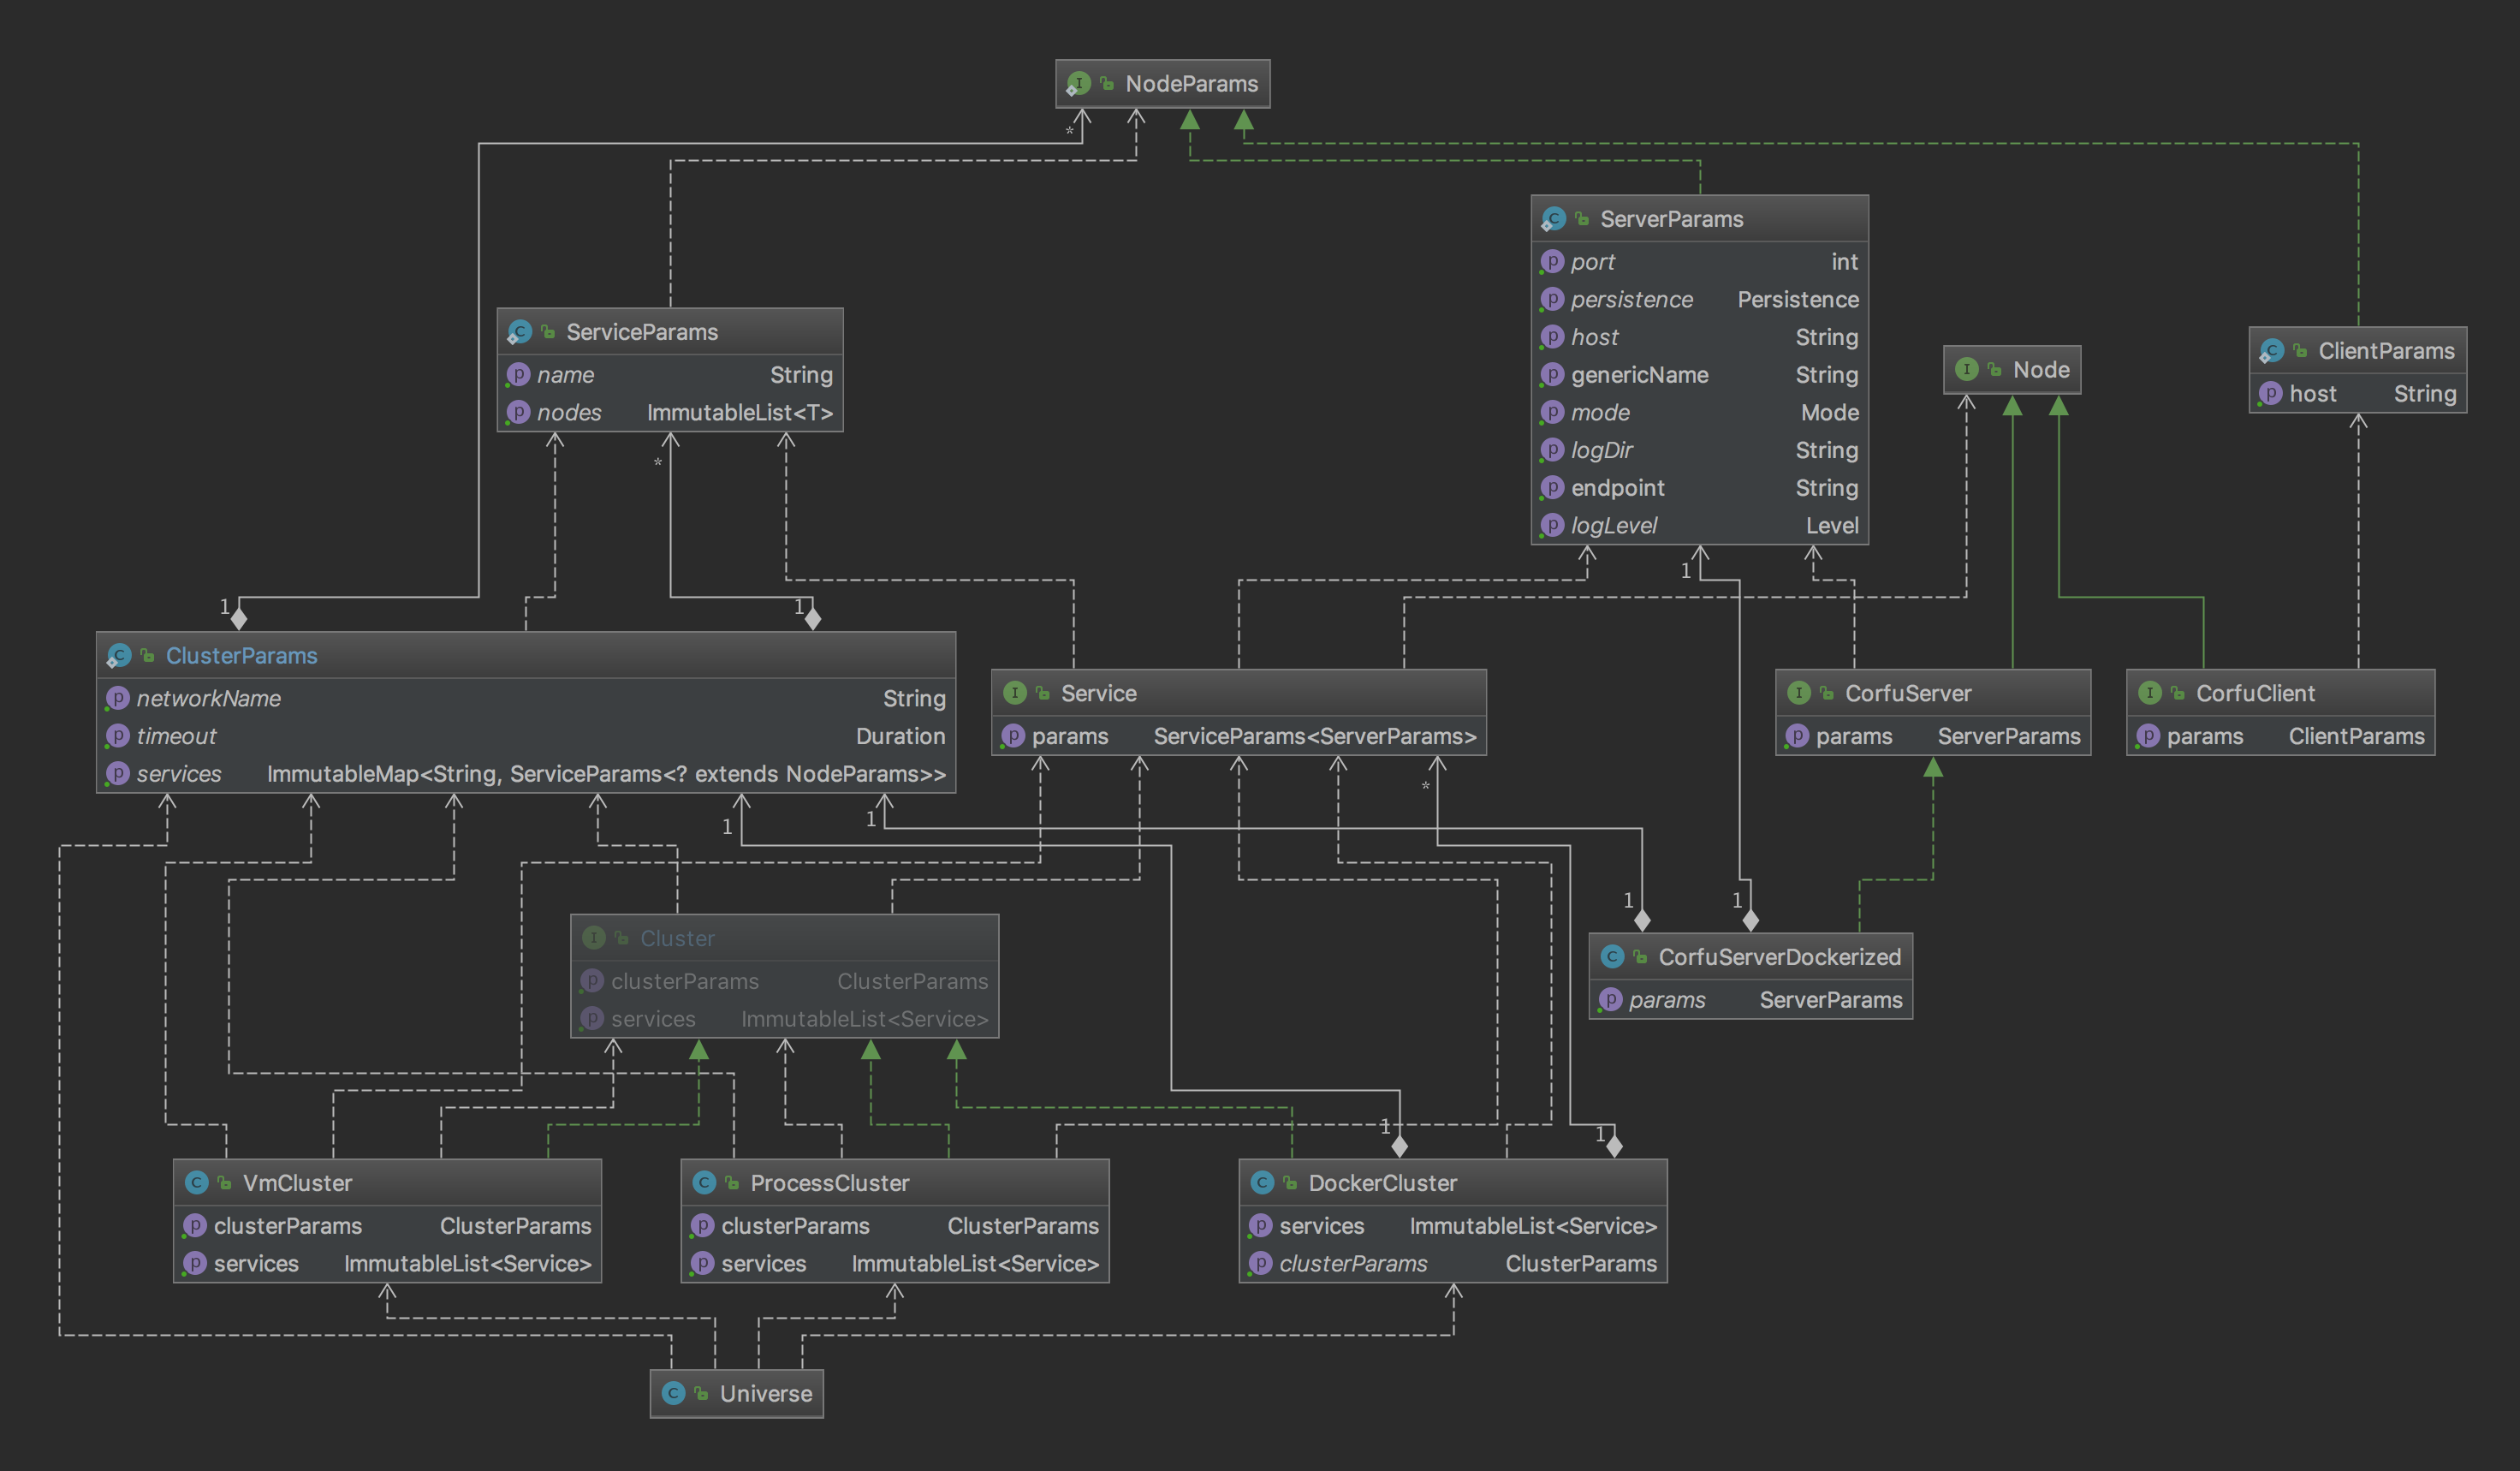 NodeParams
*
ServerParams
port int
persistence Persistence
host String
genericName String
mode Mode
logDir String
endpoint String
logLevel Level
ServiceParams
name String
nodes ImmutableList<T>
*
Node
ClientParams
host String
1
1
1
ClusterParams
networkName String
timeout Duration
services ImmutableMap<String, ServiceParams<? extends NodeParams>>
Service
params ServiceParams<ServerParams>
CorfuServer
params ServerParams
CorfuClient
params ClientParams
1
1
*
1
1
Cluster
clusterParams ClusterParams
services ImmutableList<Service>
CorfuServerDockerized
params ServerParams
1
1
VmCluster
clusterParams ClusterParams
services ImmutableList<Service>
ProcessCluster
clusterParams ClusterParams
services ImmutableList<Service>
DockerCluster
services ImmutableList<Service>
clusterParams ClusterParams
Universe